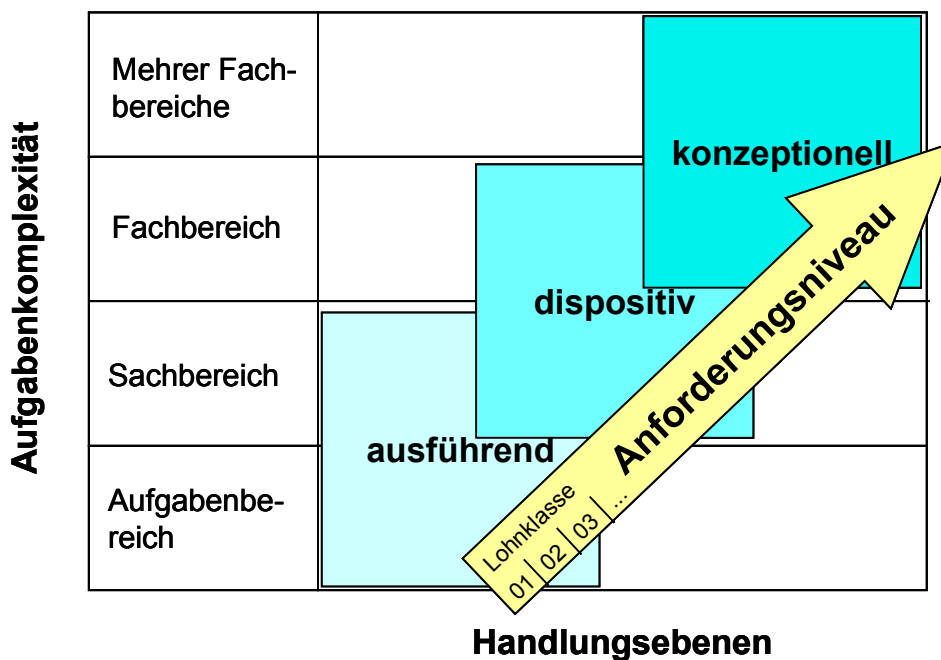 Aufgabenkomplexität
Mehrer Fach-
bereiche
Fachbereich
Sachbereich
Aufgabenbe-
reich
konzeptionell
dispositiv
ausführend
Anforderungsniveau
Lohnklasse
01 | 02 | 03 | ...
Handlungsebenen